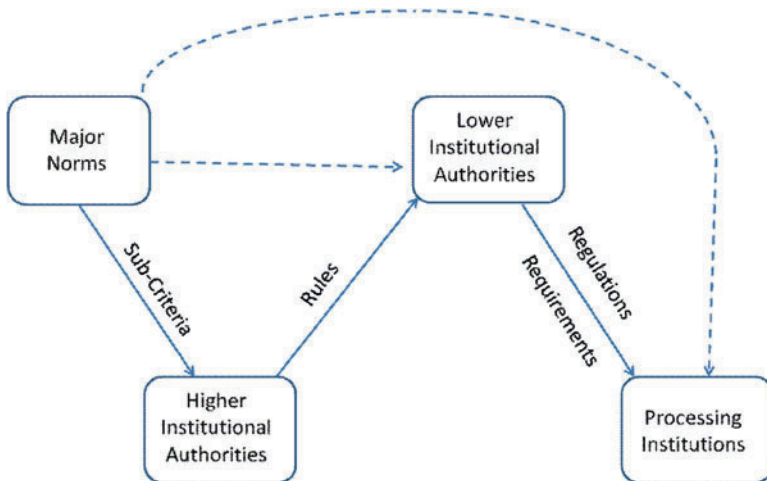 Major
Norms
Lower
Institutional
Authorities
Sub-Criteria
Rules
Regulations
Requirements
Higher
Institutional
Authorities
Processing
Institutions